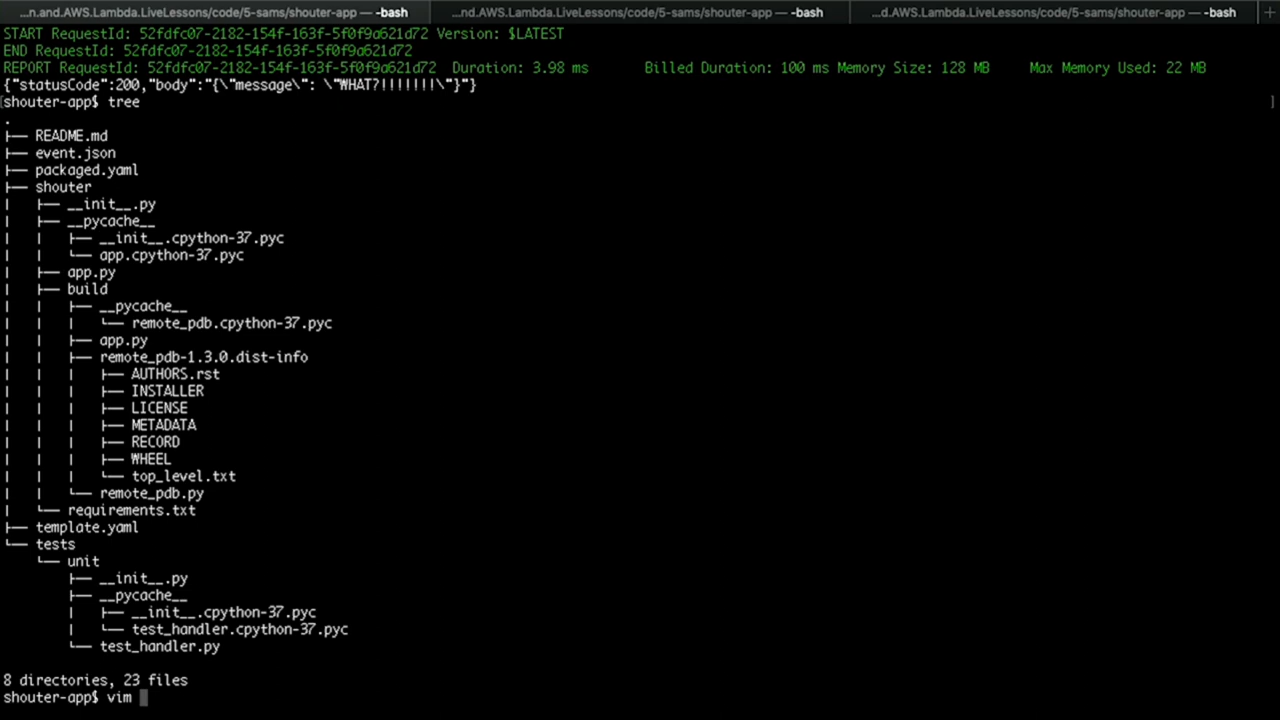 ...n.and.AWS.Lambda.LiveLessons/code/5-sams/shouter-app — -bash ...nd.AWS.Lambda.LiveLessons/code/5-sams/shouter-app — -bash ...d.AWS.Lambda.LiveLessons/code/5-sams/shouter-app — -bash +
START RequestId: 52fdfc07-2182-154f-163f-5f0f9a621d72 Version: $LATEST
END RequestId: 52fdfc07-2182-154f-163f-5f0f9a621d72
REPORT RequestId: 52fdfc07-2182-154f-163f-5f0f9a621d72 Duration: 3.98 ms Billed Duration: 100 ms Memory Size: 128 MB Max Memory Used: 22 MB
{"statusCode":200,"body":"{\"message\": \"WHAT?!!!!!!!\"}"}
[shouter-app$ tree ]
.
├── README.md
├── event.json
├── packaged.yaml
├── shouter
│   ├── __init__.py
│   ├── __pycache__
│   │   ├── __init__.cpython-37.pyc
│   │   └── app.cpython-37.pyc
│   ├── app.py
│   ├── build
│   │   ├── __pycache__
│   │   │   └── remote_pdb.cpython-37.pyc
│   │   ├── app.py
│   │   ├── remote_pdb-1.3.0.dist-info
│   │   │   ├── AUTHORS.rst
│   │   │   ├── INSTALLER
│   │   │   ├── LICENSE
│   │   │   ├── METADATA
│   │   │   ├── RECORD
│   │   │   ├── WHEEL
│   │   │   └── top_level.txt
│   │   └── remote_pdb.py
│   └── requirements.txt
├── template.yaml
└── tests
    └── unit
        ├── __init__.py
        ├── __pycache__
        │   ├── __init__.cpython-37.pyc
        │   └── test_handler.cpython-37.pyc
        └── test_handler.py
8 directories, 23 files
shouter-app$ vim